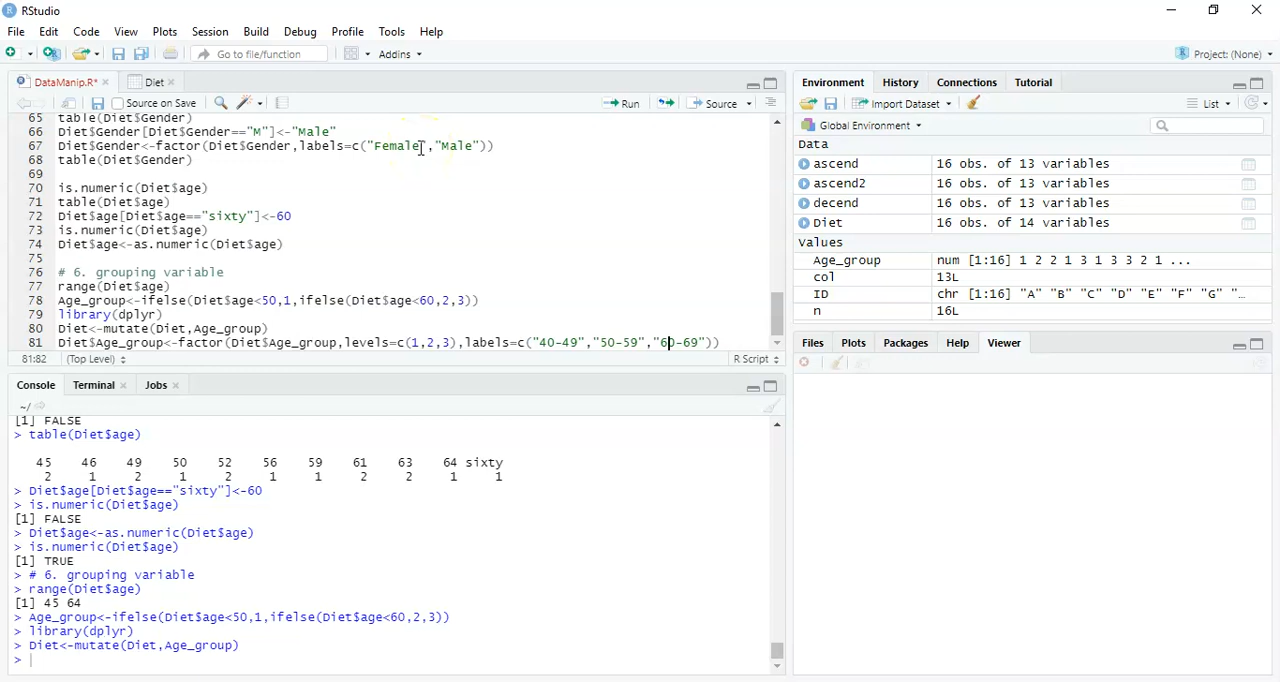 RStudio
File Edit Code View Plots Session Build Debug Profile Tools Help
Go to file/function Addins Project: (None)
DataManip.R* Diet
Source on Save Run Source
65 table(Diet$Gender)
66 Diet$Gender[Diet$Gender=="M"]<-"Male"
67 Diet$Gender<-factor(Diet$Gender,labels=c("Female","Male"))
68 table(Diet$Gender)
69
70 is.numeric(Diet$age)
71 table(Diet$age)
72 Diet$age[Diet$age=="sixty"]<-60
73 is.numeric(Diet$age)
74 Diet$age<-as.numeric(Diet$age)
75
76 # 6. grouping variable
77 range(Diet$age)
78 Age_group<-ifelse(Diet$age<50,1,ifelse(Diet$age<60,2,3))
79 library(dplyr)
80 Diet<-mutate(Diet,Age_group)
81 Diet$Age_group<-factor(Diet$Age_group,levels=c(1,2,3),labels=c("40-49","50-59","60-69"))
81:82 (Top Level) R Script
Console Terminal Jobs
~/
[1] FALSE
> table(Diet$age)
45 46 49 50 52 56 59 61 63 64 sixty
2 1 2 1 2 1 1 2 2 1 1
> Diet$age[Diet$age=="sixty"]<-60
> is.numeric(Diet$age)
[1] FALSE
> Diet$age<-as.numeric(Diet$age)
> is.numeric(Diet$age)
[1] TRUE
> # 6. grouping variable
> range(Diet$age)
[1] 45 64
> Age_group<-ifelse(Diet$age<50,1,ifelse(Diet$age<60,2,3))
> library(dplyr)
> Diet<-mutate(Diet,Age_group)
>
Environment History Connections Tutorial
Import Dataset List
Global Environment
Data
ascend 16 obs. of 13 variables
ascend2 16 obs. of 13 variables
decend 16 obs. of 13 variables
Diet 16 obs. of 14 variables
Values
Age_group num [1:16] 1 2 2 1 3 1 3 3 2 1 ...
col 13L
ID chr [1:16] "A" "B" "C" "D" "E" "F" "G" "...
n 16L
Files Plots Packages Help Viewer